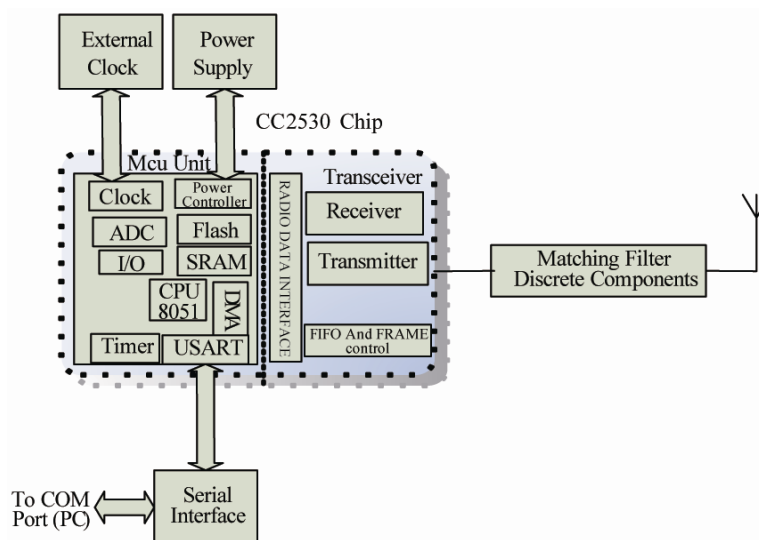 External
Clock
Power
Supply
CC2530 Chip
Mcu Unit
Clock
Power
Controller
ADC
Flash
I/O
SRAM
CPU
8051
DMA
Timer
USART
RADIO DATA INTERFACE
Transceiver
Receiver
Transmitter
FIFO And FRAME
control
Matching Filter
Discrete Components
Serial
Interface
To COM
Port (PC)